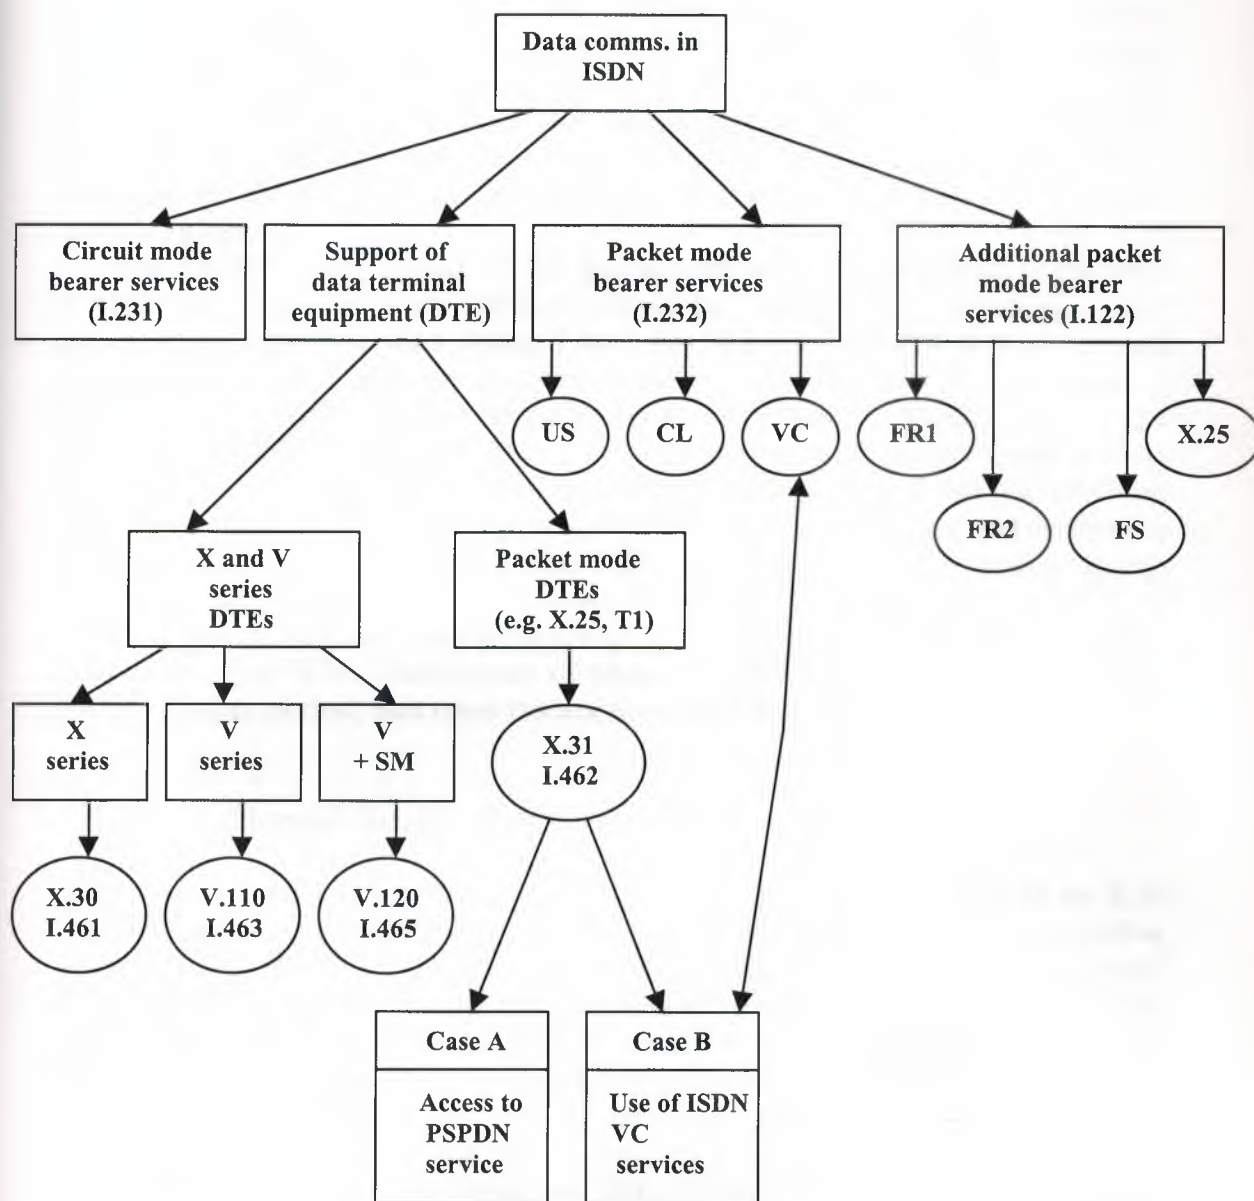 Data comms. in
ISDN
Circuit mode
bearer services
(I.231)
Support of
data terminal
equipment (DTE)
Packet mode
bearer services
(I.232)
Additional packet
mode bearer
services (I.122)
US
CL
VC
FR1
X.25
FR2
FS
X and V
series
DTEs
Packet mode
DTEs
(e.g. X.25, T1)
X
series
V
series
V
+ SM
X.31
I.462
X.30
I.461
V.110
I.463
V.120
I.465
Case A
Access to
PSPDN
service
Case B
Use of ISDN
VC
services